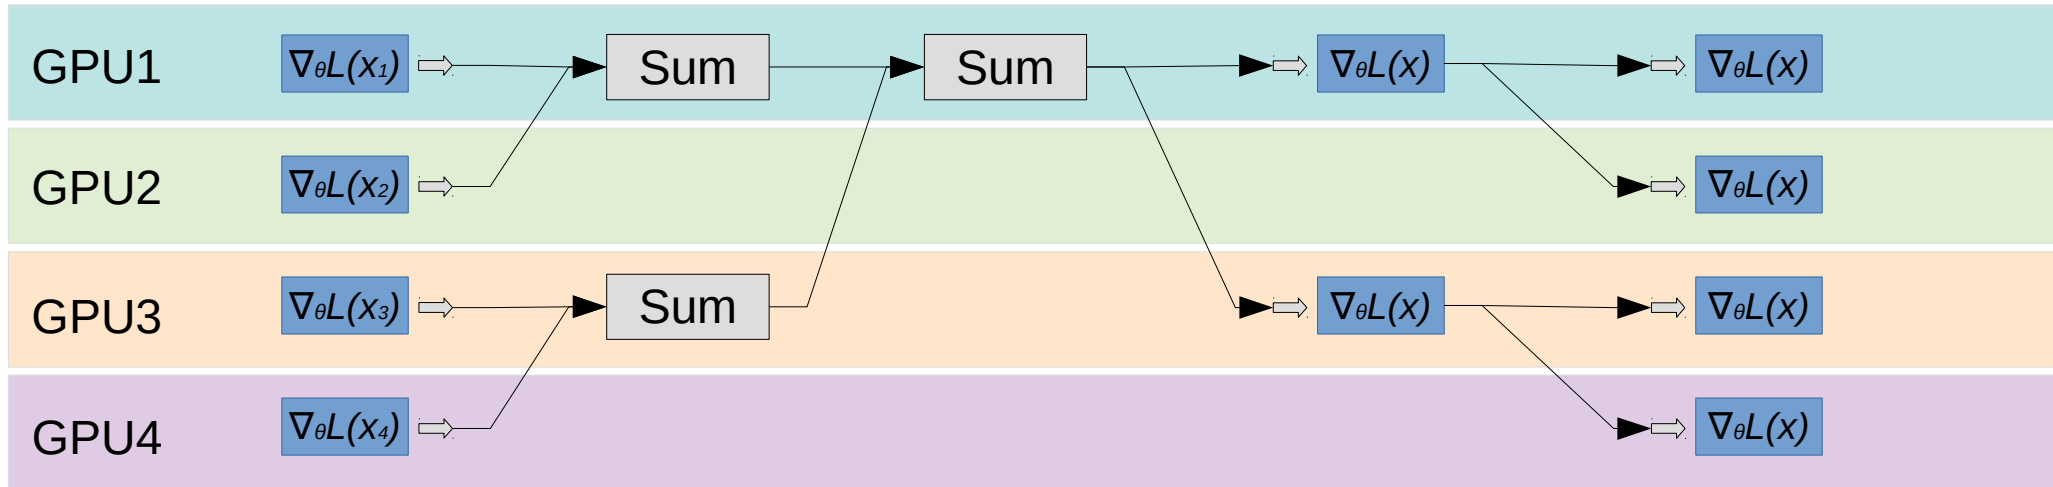 GPU1 ∇θL(x₁) Sum Sum ∇θL(x) ∇θL(x)
GPU2 ∇θL(x₂) ∇θL(x)
GPU3 ∇θL(x₃) Sum ∇θL(x) ∇θL(x)
GPU4 ∇θL(x₄) ∇θL(x)